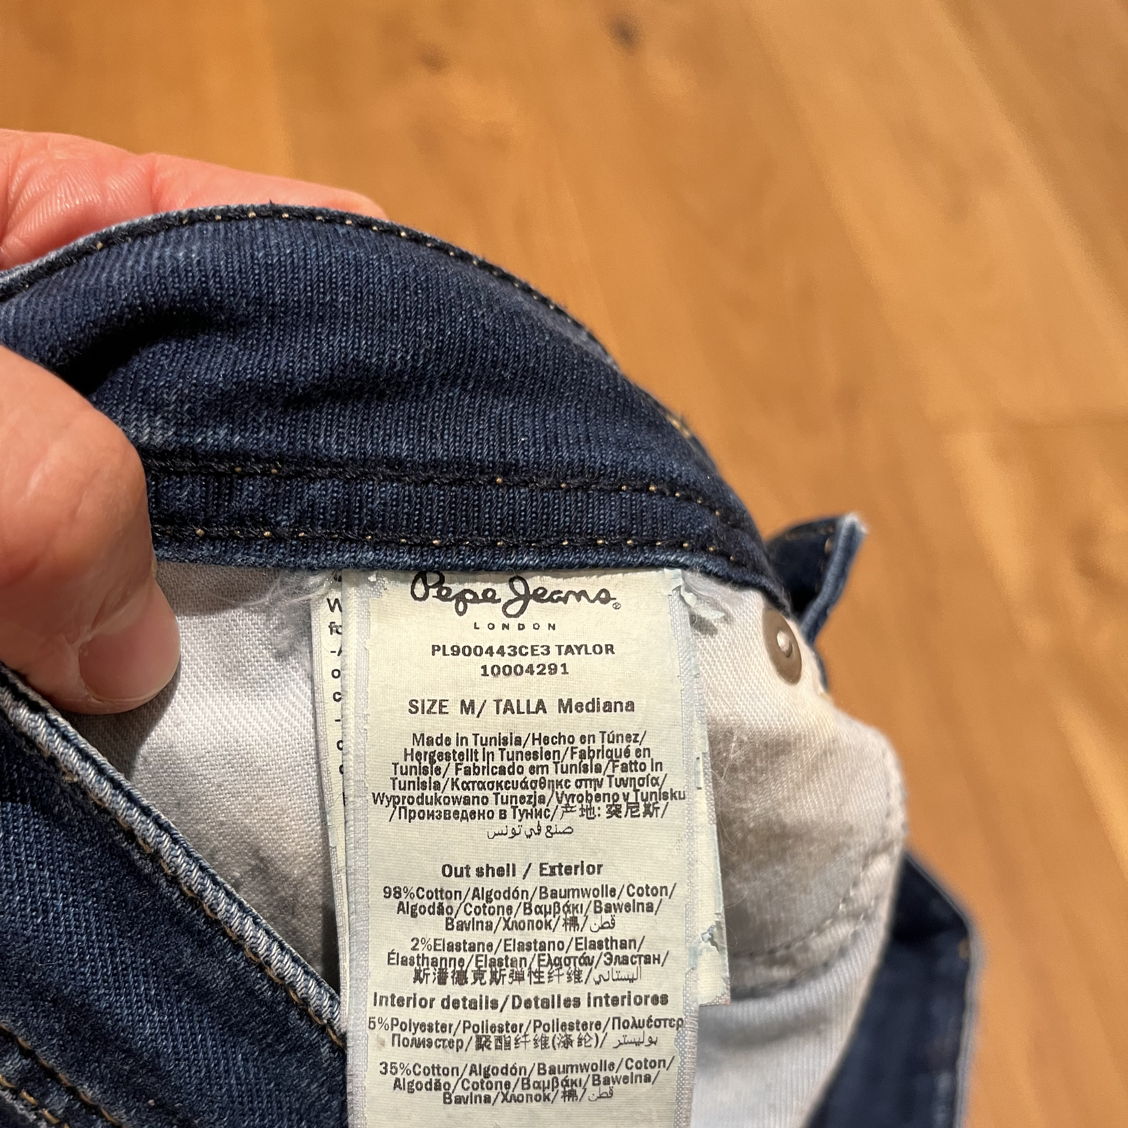 Pepe Jeans®
LONDON
PL900443CE3 TAYLOR
10004291
SIZE M/ TALLA Mediana
Made in Tunisia/Hecho en Túnez/
Hergestellt in Tunesien/Fabriqué en
Tunisie/ Fabricado em Tunísia/Fatto in
Tunisia/Κατασκευάσθηκε στην Τυνησία/
Wyprodukowano Tunezja/Vyrobeno v Tunisku
/Произведено в Тунис/产地: 突尼斯/
صنع في تونس
Out shell / Exterior
98%Cotton/Algodón/Baumwolle/Coton/
Algodão/Cotone/Βαμβάκι/Bawelna/
Bavlna/Хлопок/棉/قطن
2%Elastane/Elastano/Elasthan/
Élasthanne/Elastan/Ελαστάν/Эластан/
斯潘德克斯弹性纤维/اليستاني
Interior details/Detalles interiores
5%Polyester/Poliester/Poliestere/Πολυέστερ
Полиэстер/聚酯纤维(涤纶)/ بوليستر
35%Cotton/Algodón/Baumwolle/Coton/
Algodão/Cotone/Βαμβάκι/Bawelna/
Bavlna/Хлопок/棉/قطن